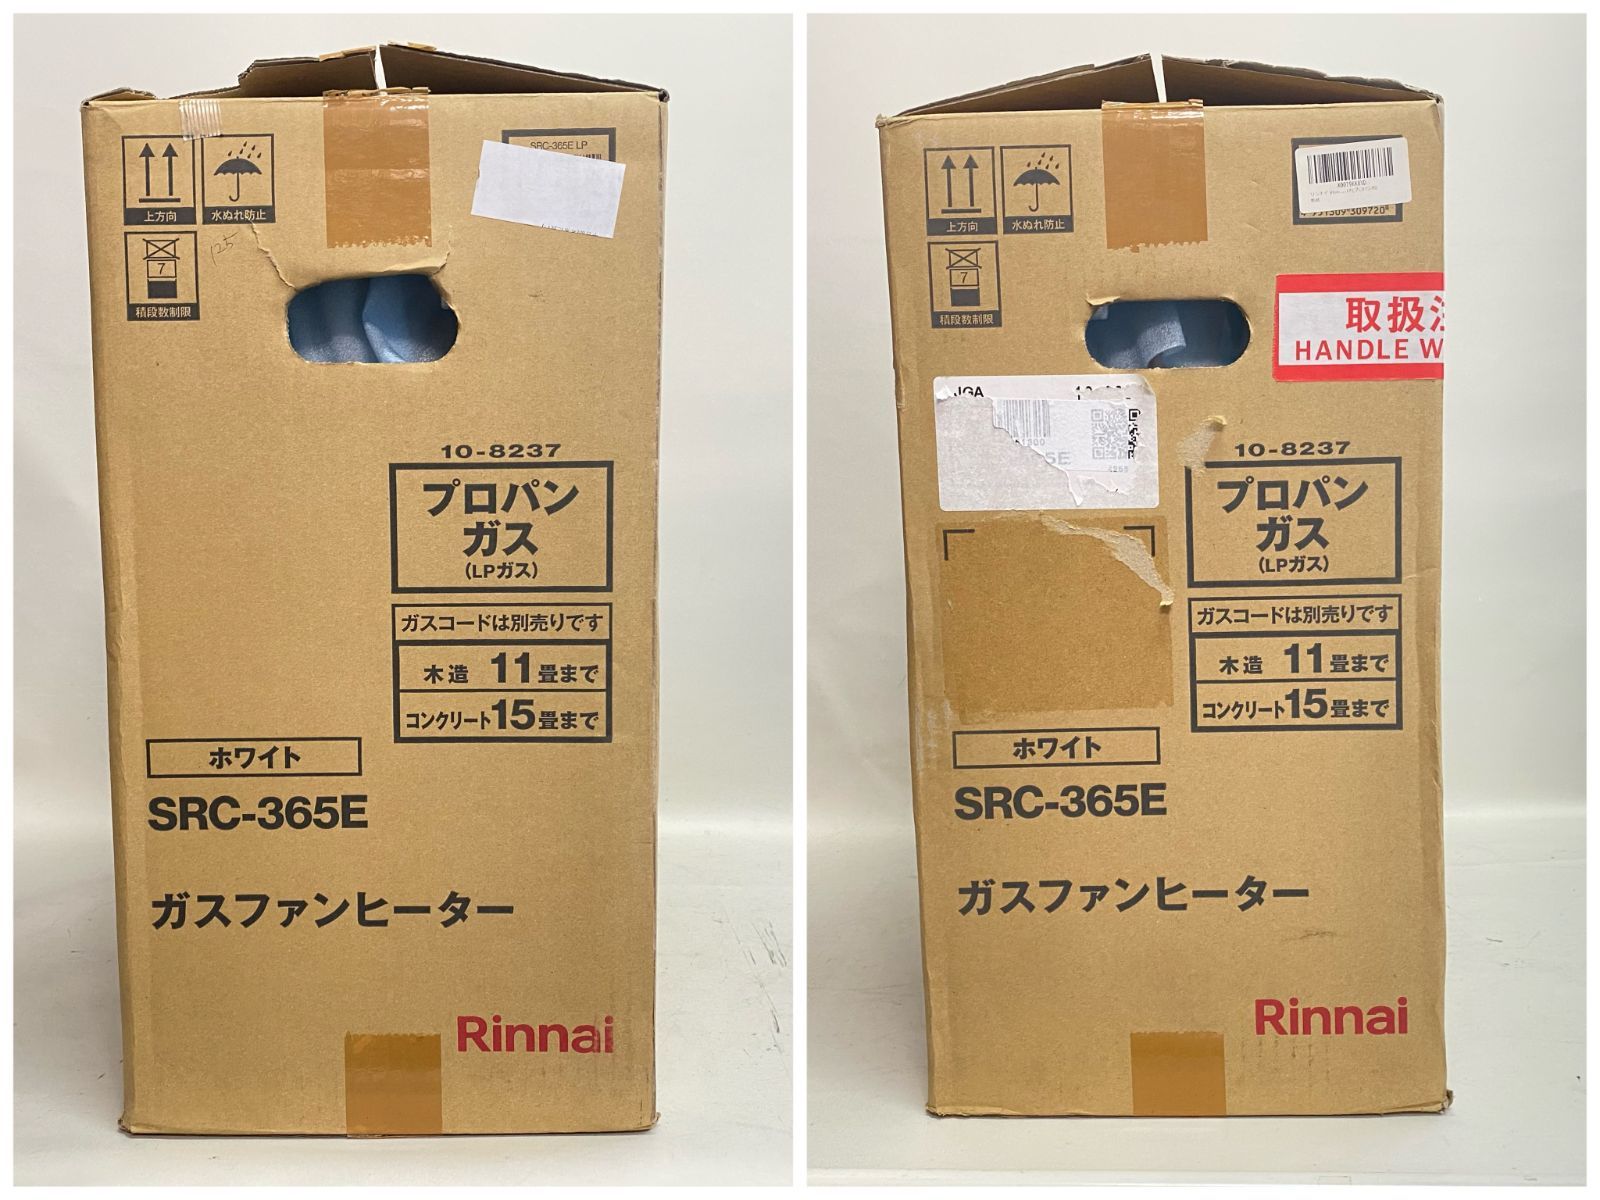 SRC-365E LP
上方向
水ぬれ防止
125
7
積段数制限
10-8237
プロパン
ガス
(LPガス)
ガスコードは別売りです
木造 11畳まで
コンクリート15畳まで
ホワイト
SRC-365E
ガスファンヒーター
Rinnai
上方向
水ぬれ防止
7
積段数制限
309720
取扱
HANDLE W
JGA
5E
10-8237
プロパン
ガス
(LPガス)
ガスコードは別売りです
木造 11畳まで
コンクリート15畳まで
ホワイト
SRC-365E
ガスファンヒーター
Rinnai